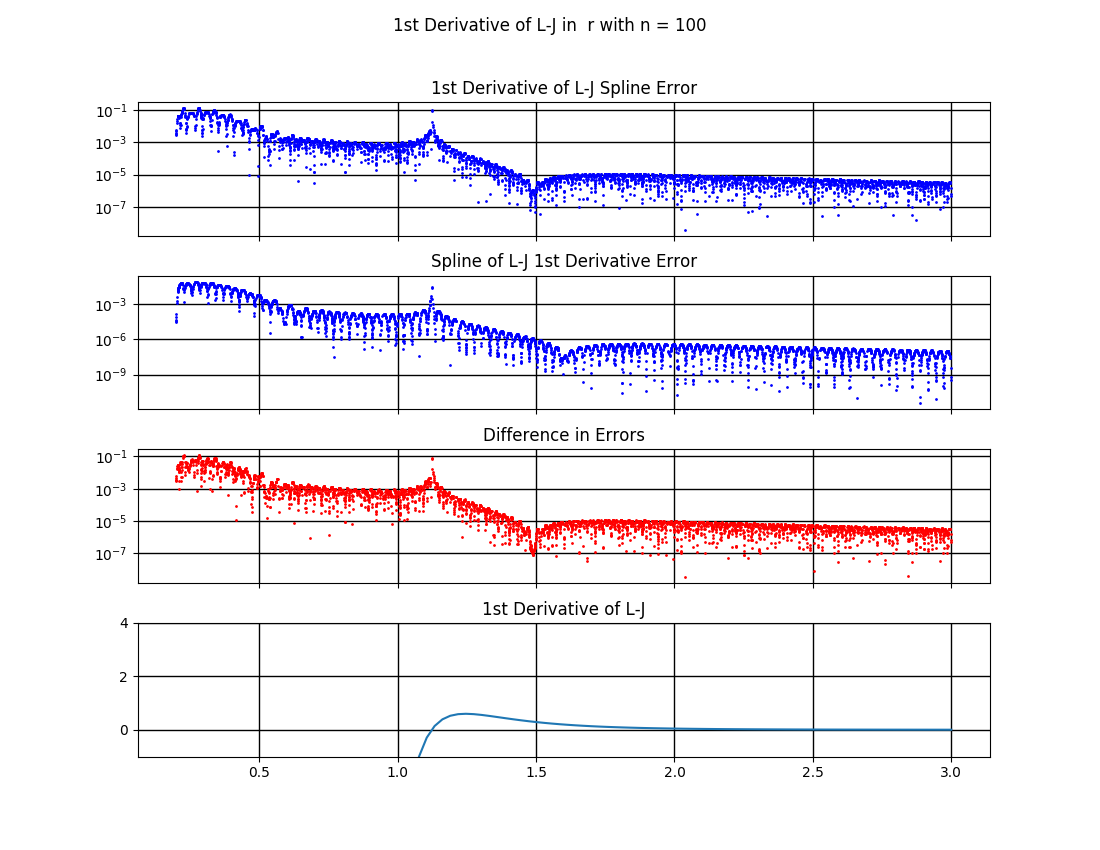 1st Derivative of L-J in  r with n = 100
1st Derivative of L-J Spline Error
10⁻¹
10⁻³
10⁻⁵
10⁻⁷
Spline of L-J 1st Derivative Error
10⁻³
10⁻⁶
10⁻⁹
Difference in Errors
10⁻¹
10⁻³
10⁻⁵
10⁻⁷
1st Derivative of L-J
4
2
0
0.5 1.0 1.5 2.0 2.5 3.0